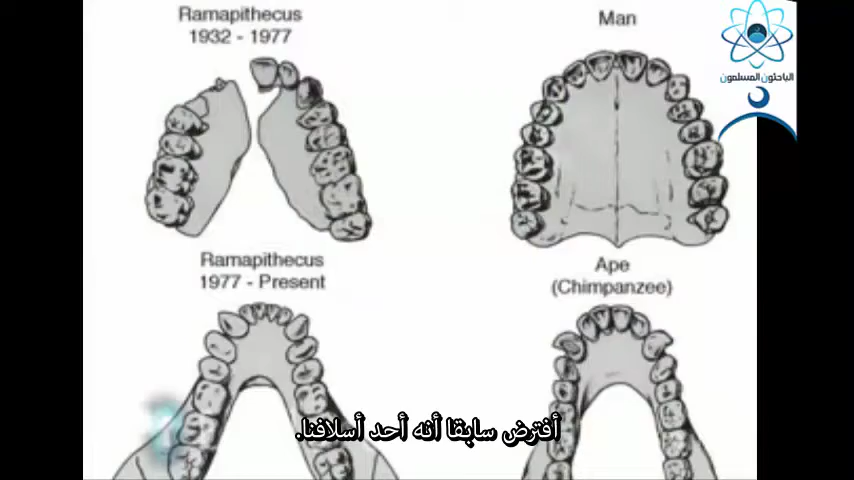 Ramapithecus
1932 - 1977
Man
الباحثون المسلمون
Ramapithecus
1977 - Present
Ape
(Chimpanzee)
أفترض سابقا أنه أحد أسلافنا.